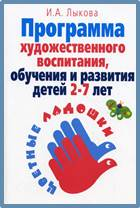 И.А. Лыкова
Программа
художественного
воспитания,
обучения и развития
детей 2-7 лет
ЦВЕТНЫЕ ЛАДОШКИ